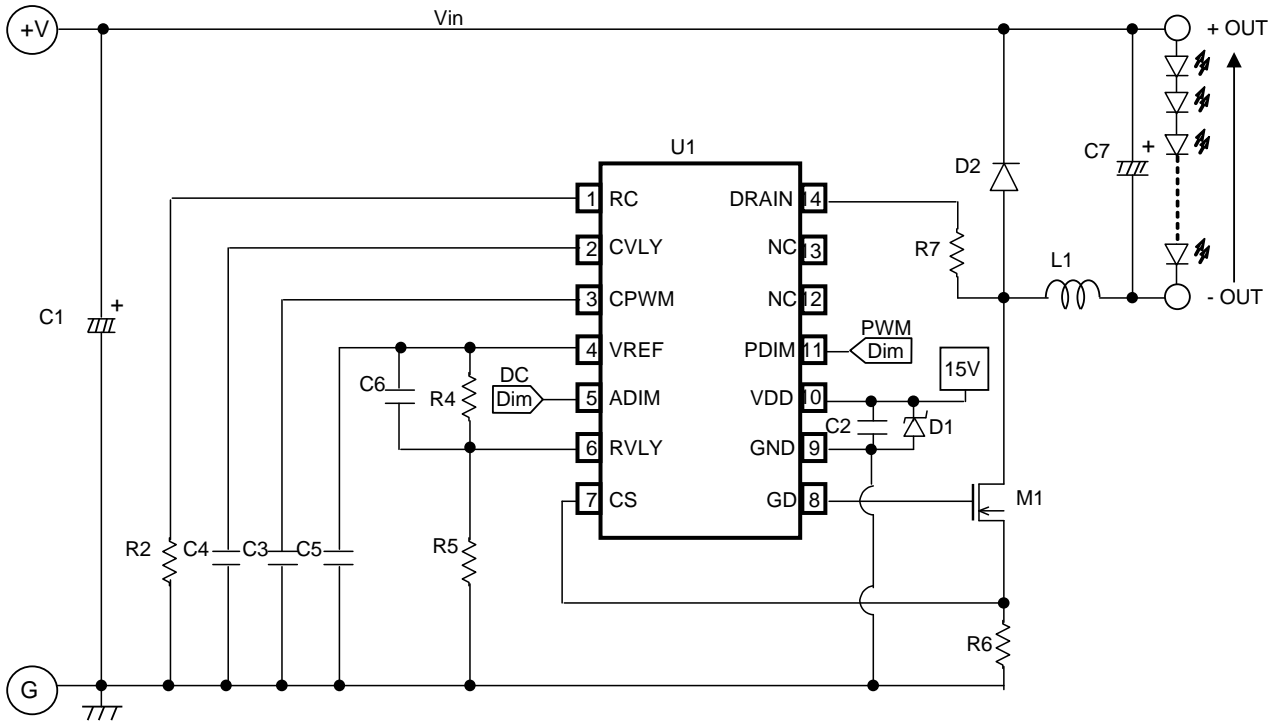 +V
Vin
+ OUT
U1
D2
C7
+
1
RC
DRAIN
14
R7
2
CVLY
NC
13
L1
3
CPWM
NC
12
- OUT
C1
+
4
VREF
PDIM
11
PWM
Dim
C6
R4
DC
Dim
5
ADIM
VDD
10
15V
C2
D1
6
RVLY
GND
9
7
CS
GD
8
M1
R2
C4
C3
C5
R5
R6
G